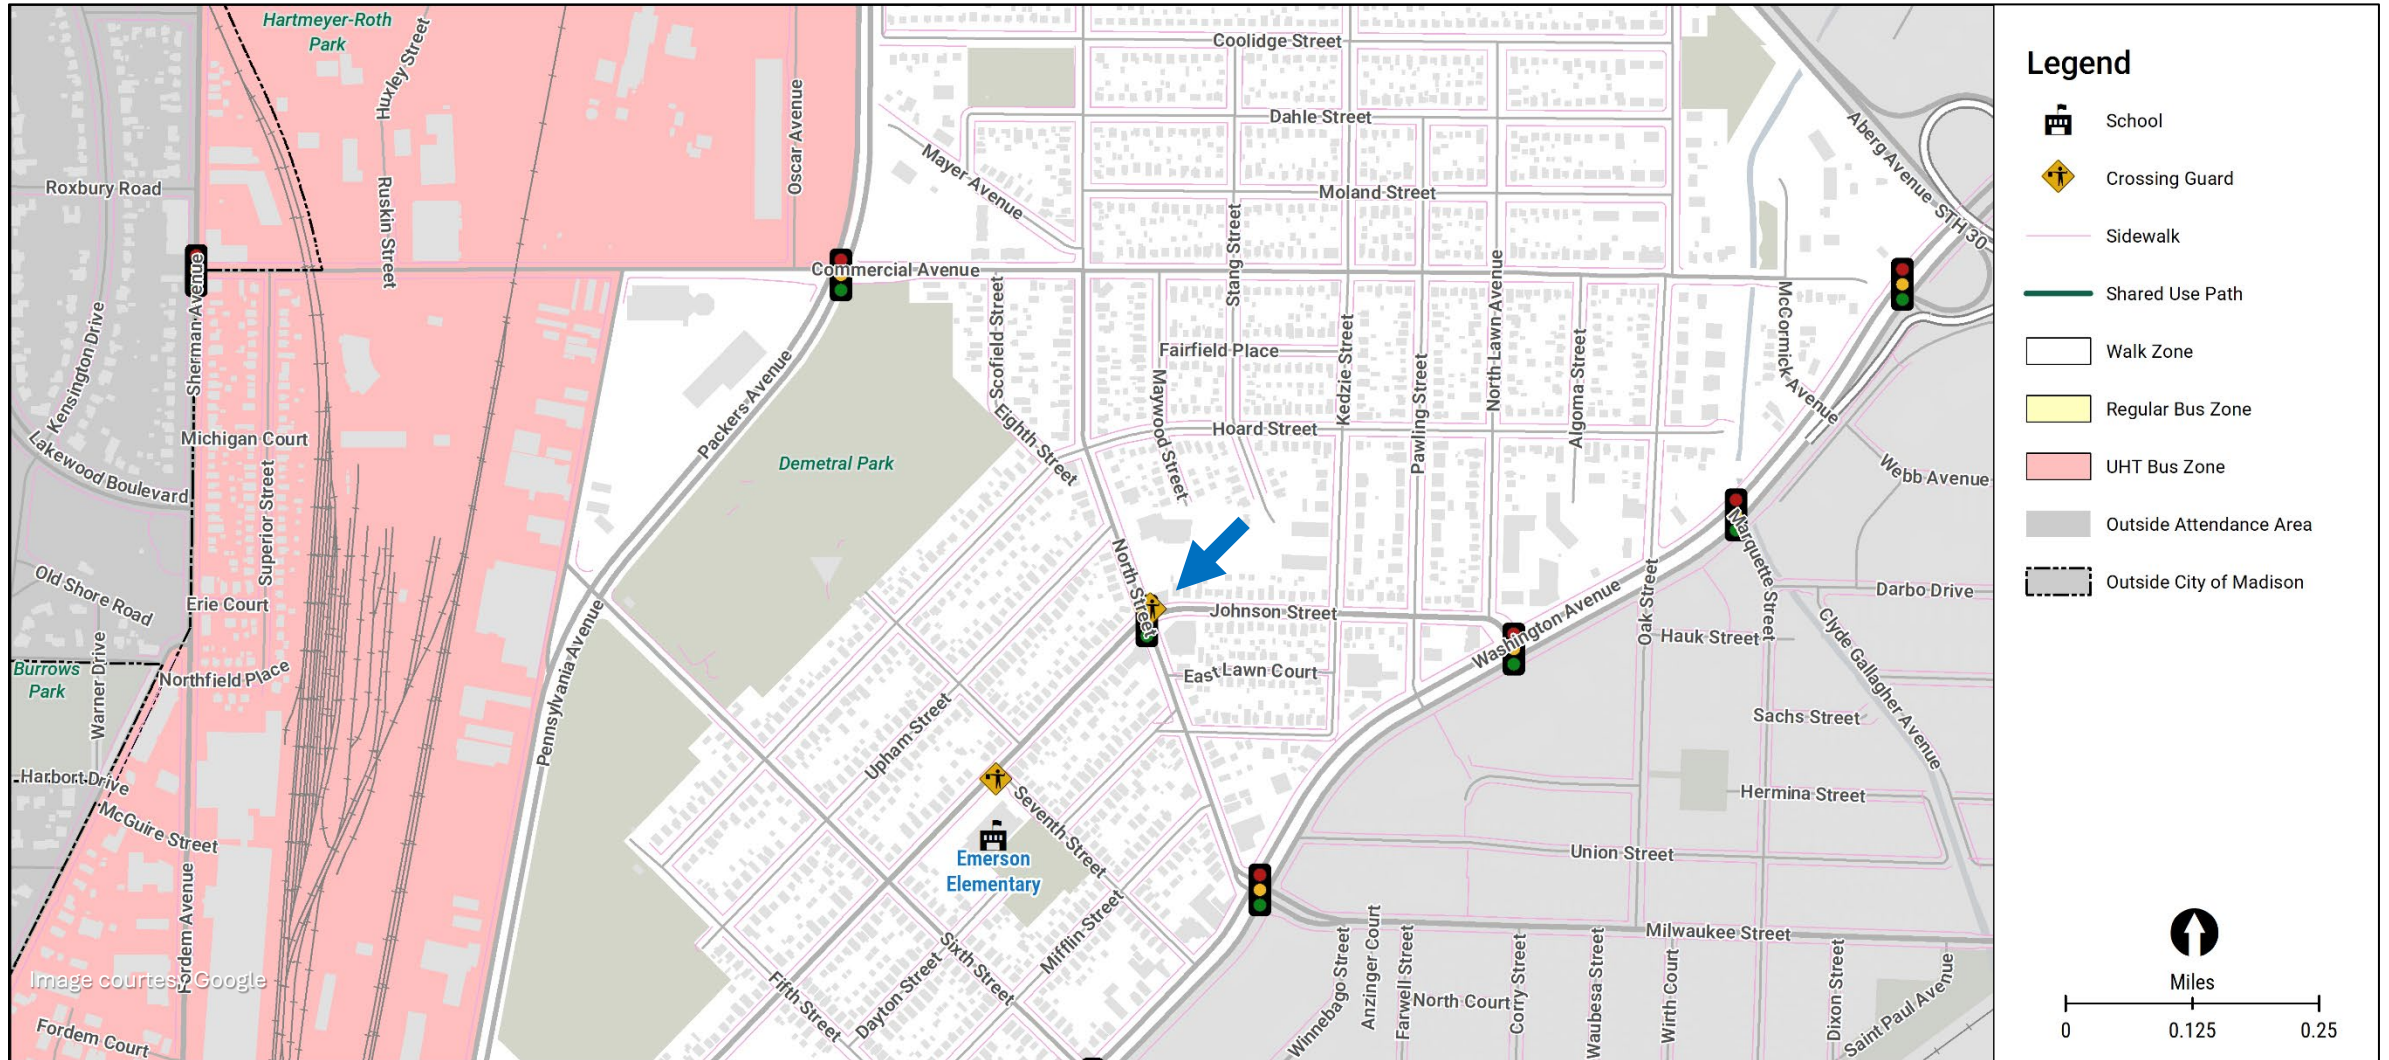 Hartmeyer-Roth
Park
Huxley Street
Coolidge Street
Oscar Avenue
Dahle Street
Aberg Avenue
STH 30
Mayer Avenue
Roxbury Road
Ruskin Street
Moland Street
Stang Street
Sherman Avenue
Commercial Avenue
Scofield Street
North Lawn Avenue
McCormick Avenue
Kensington Drive
Fairfield Place
Kedzie Street
Algoma Street
Pawling Street
Maywood Street
Packers Avenue
Michigan Court
Lakewood Boulevard
Superior Street
Eighth Street
Hoard Street
Demetral Park
Webb Avenue
Marquette Street
North Street
Old Shore Road
Erie Court
Johnson Street
Washington Avenue
Oak Street
Darbo Drive
Hauk Street
Clyde Gallagher Avenue
Burrows
Park
Warner Drive
Northfield Place
Pennsylvania Avenue
East Lawn Court
Sachs Street
Upham Street
Harbort Drive
McGuire Street
Seventh Street
Hermina Street
Emerson
Elementary
Union Street
Fordem Avenue
Sixth Street
Mifflin Street
Milwaukee Street
Dayton Street
Fifth Street
Winnebago Street
Anzinger Court
Farwell Street
North Court
Corry Street
Waubesa Street
Wirth Court
Dixon Street
Saint Paul Avenue
Image courtesy Google
Fordem Court
Legend
School
Crossing Guard
Sidewalk
Shared Use Path
Walk Zone
Regular Bus Zone
UHT Bus Zone
Outside Attendance Area
Outside City of Madison
Miles
0 0.125 0.25